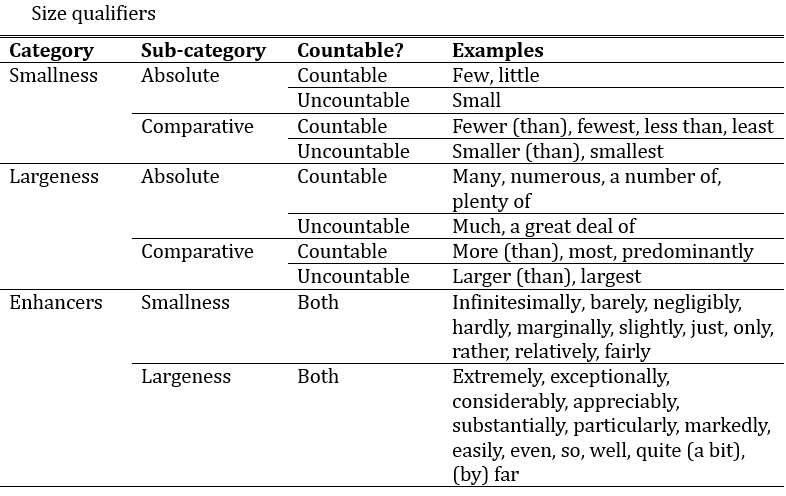 Size qualifiers
Category Sub-category Countable? Examples
Smallness Absolute Countable Few, little
Uncountable Small
Comparative Countable Fewer (than), fewest, less than, least
Uncountable Smaller (than), smallest
Largeness Absolute Countable Many, numerous, a number of,
plenty of
Uncountable Much, a great deal of
Comparative Countable More (than), most, predominantly
Uncountable Larger (than), largest
Enhancers Smallness Both Infinitesimally, barely, negligibly,
hardly, marginally, slightly, just, only,
rather, relatively, fairly
Largeness Both Extremely, exceptionally,
considerably, appreciably,
substantially, particularly, markedly,
easily, even, so, well, quite (a bit),
(by) far